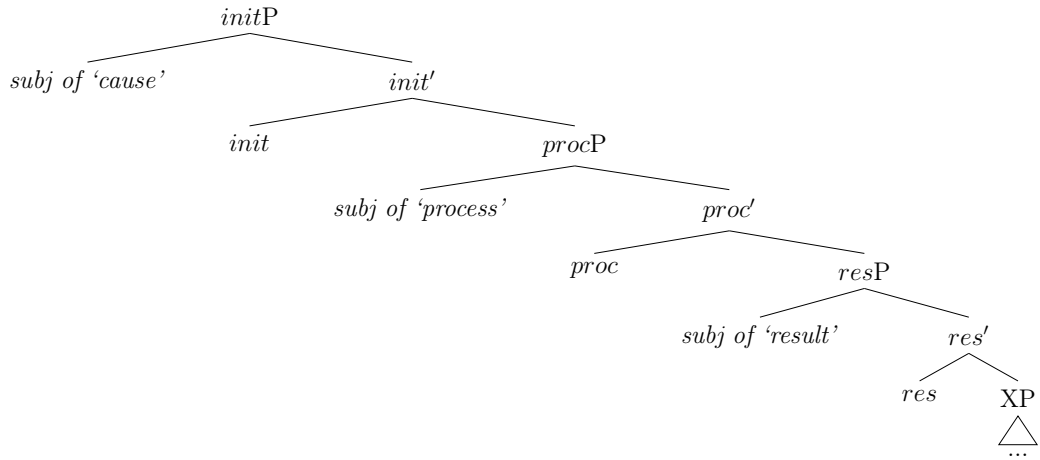 initP
subj of ‘cause’
init′
init
procP
subj of ‘process’
proc′
proc
resP
subj of ‘result’
res′
res
XP
...